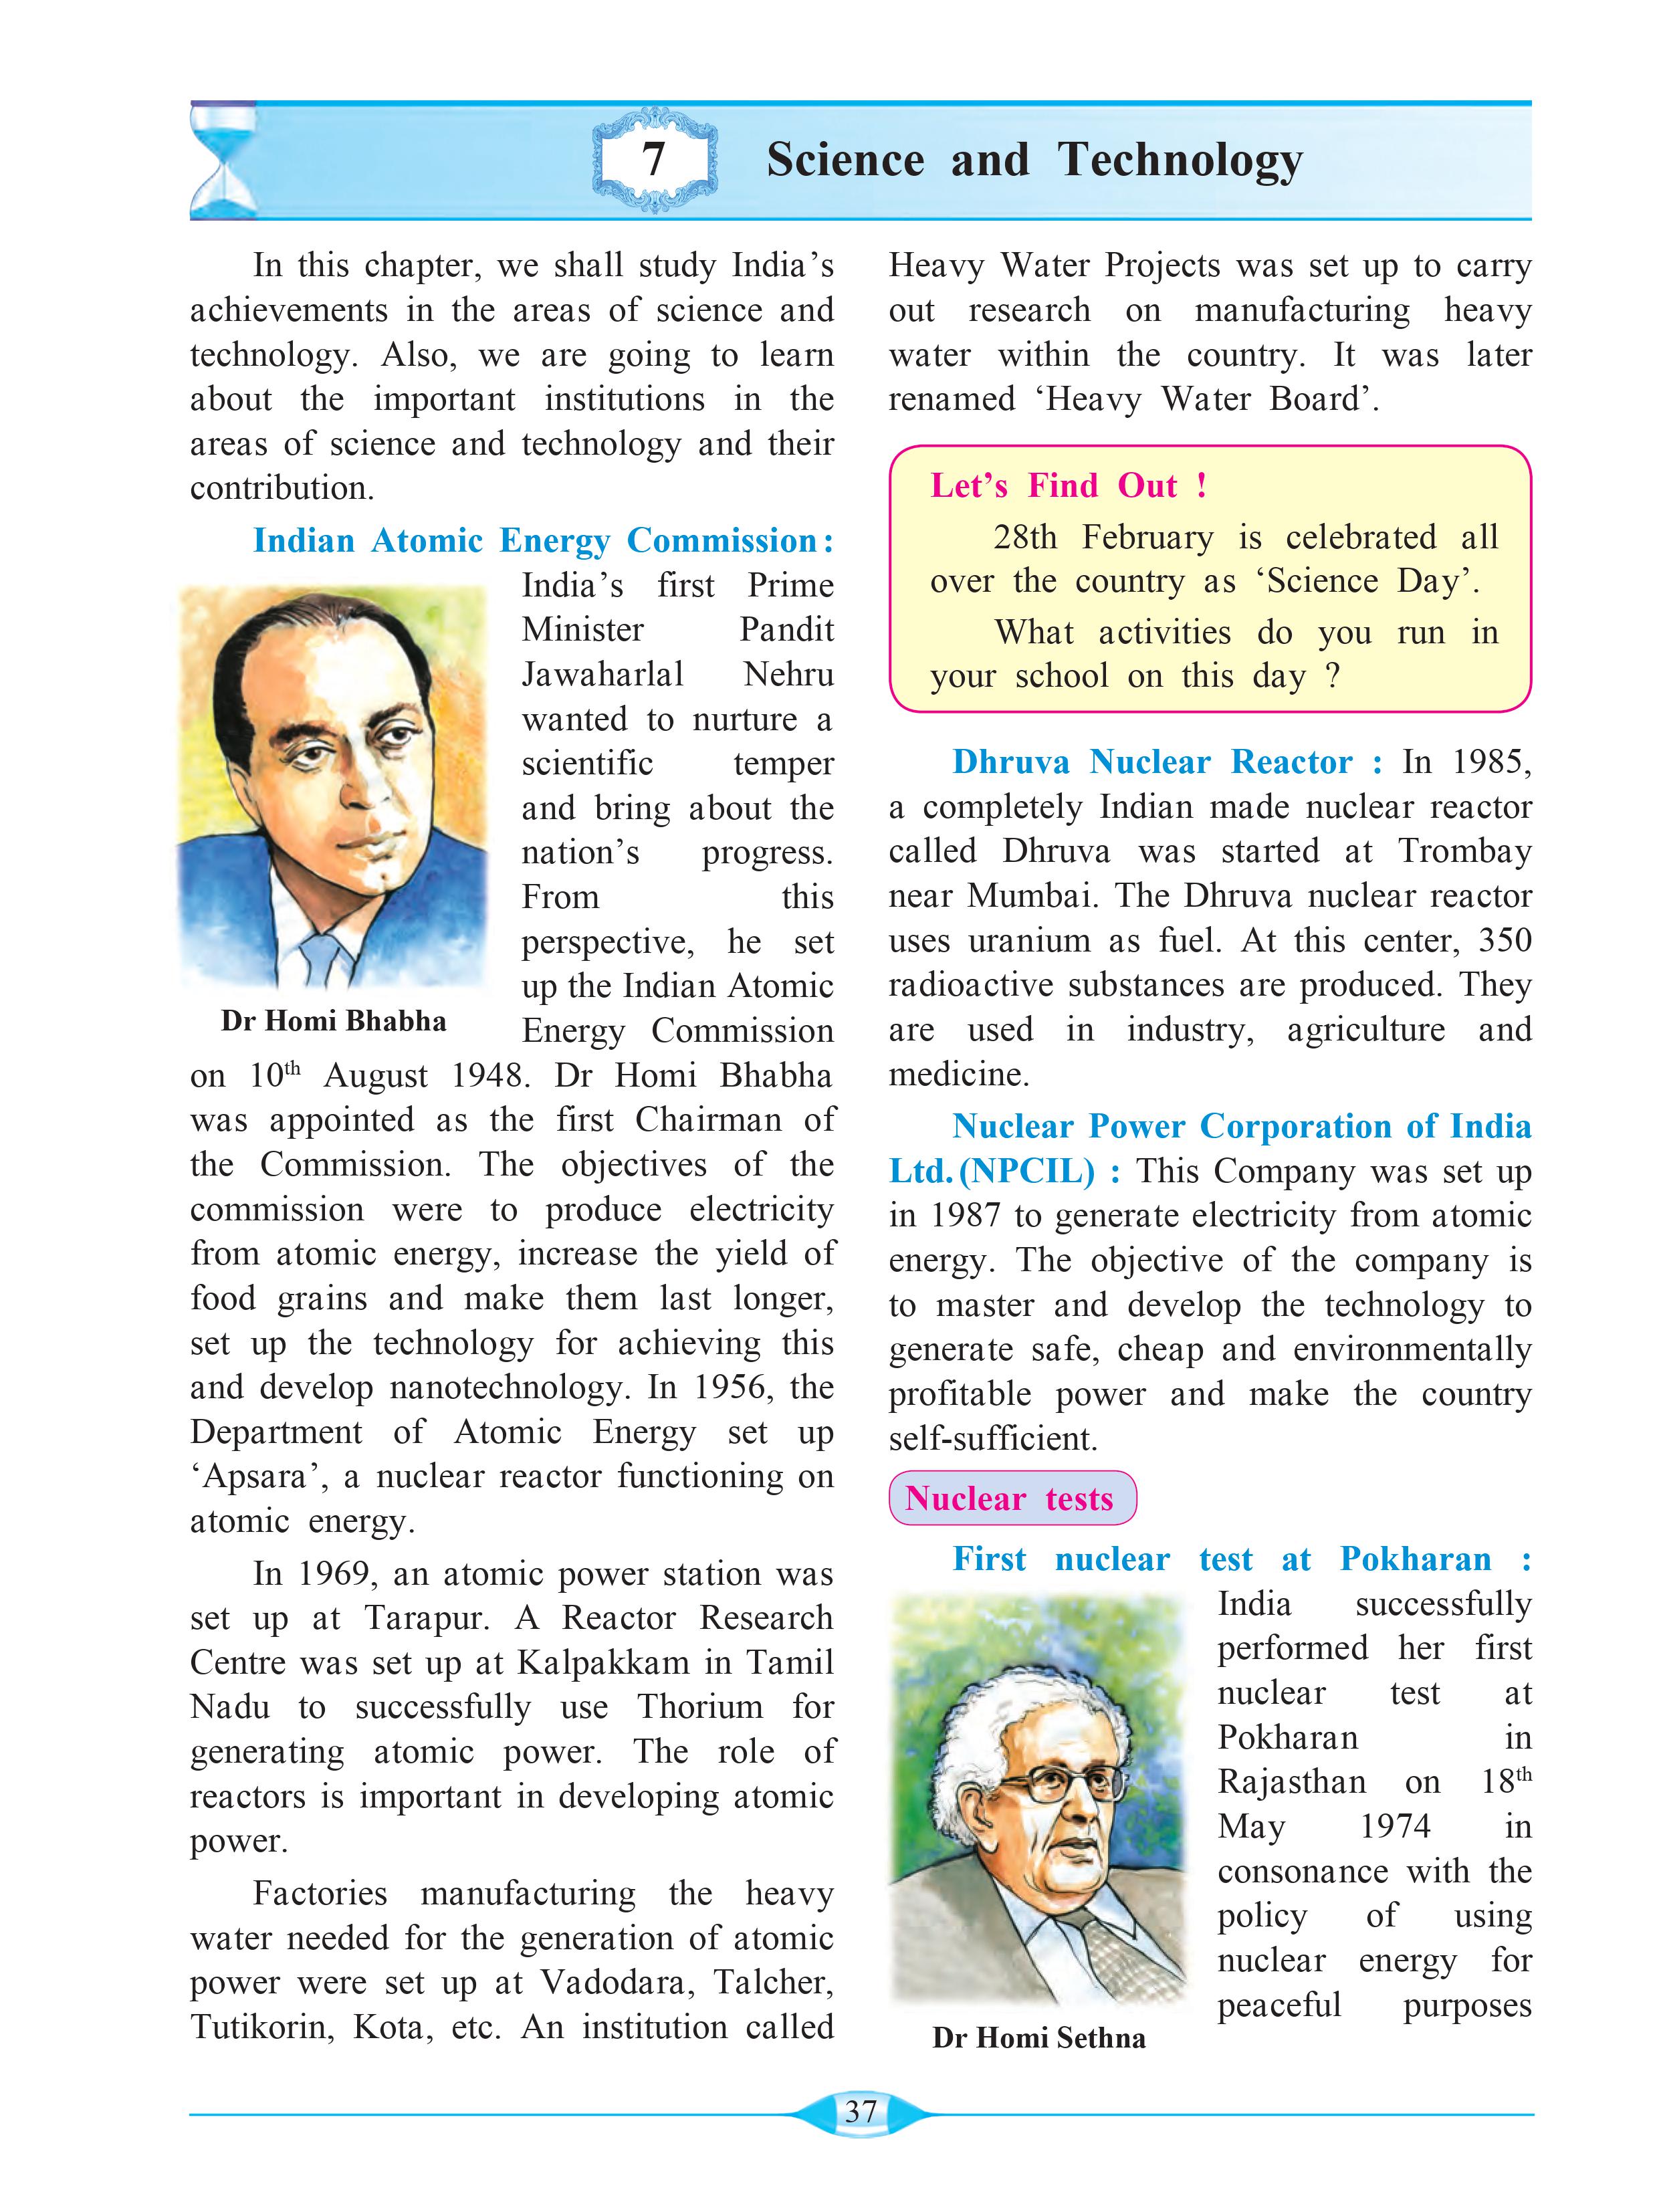 7 Science and Technology
In this chapter, we shall study India’s
achievements in the areas of science and
technology. Also, we are going to learn
about the important institutions in the
areas of science and technology and their
contribution.
Indian Atomic Energy Commission :
India’s first Prime
Minister Pandit
Jawaharlal Nehru
wanted to nurture a
scientific temper
and bring about the
nation’s progress.
From this
perspective, he set
up the Indian Atomic
Energy Commission
Dr Homi Bhabha
on 10th August 1948. Dr Homi Bhabha
was appointed as the first Chairman of
the Commission. The objectives of the
commission were to produce electricity
from atomic energy, increase the yield of
food grains and make them last longer,
set up the technology for achieving this
and develop nanotechnology. In 1956, the
Department of Atomic Energy set up
‘Apsara’, a nuclear reactor functioning on
atomic energy.
In 1969, an atomic power station was
set up at Tarapur. A Reactor Research
Centre was set up at Kalpakkam in Tamil
Nadu to successfully use Thorium for
generating atomic power. The role of
reactors is important in developing atomic
power.
Factories manufacturing the heavy
water needed for the generation of atomic
power were set up at Vadodara, Talcher,
Tutikorin, Kota, etc. An institution called
Heavy Water Projects was set up to carry
out research on manufacturing heavy
water within the country. It was later
renamed ‘Heavy Water Board’.
Let’s Find Out !
28th February is celebrated all
over the country as ‘Science Day’.
What activities do you run in
your school on this day ?
Dhruva Nuclear Reactor : In 1985,
a completely Indian made nuclear reactor
called Dhruva was started at Trombay
near Mumbai. The Dhruva nuclear reactor
uses uranium as fuel. At this center, 350
radioactive substances are produced. They
are used in industry, agriculture and
medicine.
Nuclear Power Corporation of India
Ltd. (NPCIL) : This Company was set up
in 1987 to generate electricity from atomic
energy. The objective of the company is
to master and develop the technology to
generate safe, cheap and environmentally
profitable power and make the country
self-sufficient.
Nuclear tests
First nuclear test at Pokharan :
India successfully
performed her first
nuclear test at
Pokharan in
Rajasthan on 18th
May 1974 in
consonance with the
policy of using
nuclear energy for
peaceful purposes
Dr Homi Sethna
37